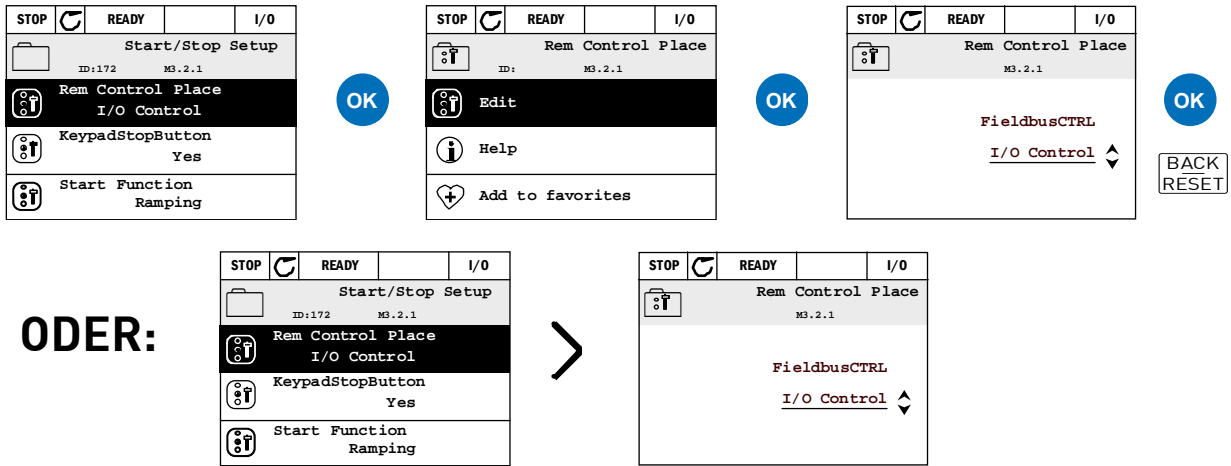 STOP READY I/O
Start/Stop Setup
ID:172 M3.2.1
Rem Control Place
I/O Control
KeypadStopButton
Yes
Start Function
Ramping
OK
STOP READY I/O
Rem Control Place
ID: M3.2.1
Edit
Help
Add to favorites
OK
STOP READY I/O
Rem Control Place
M3.2.1
FieldbusCTRL
I/O Control
OK
BACK
RESET
ODER:
STOP READY I/O
Start/Stop Setup
ID:172 M3.2.1
Rem Control Place
I/O Control
KeypadStopButton
Yes
Start Function
Ramping
STOP READY I/O
Rem Control Place
M3.2.1
FieldbusCTRL
I/O Control